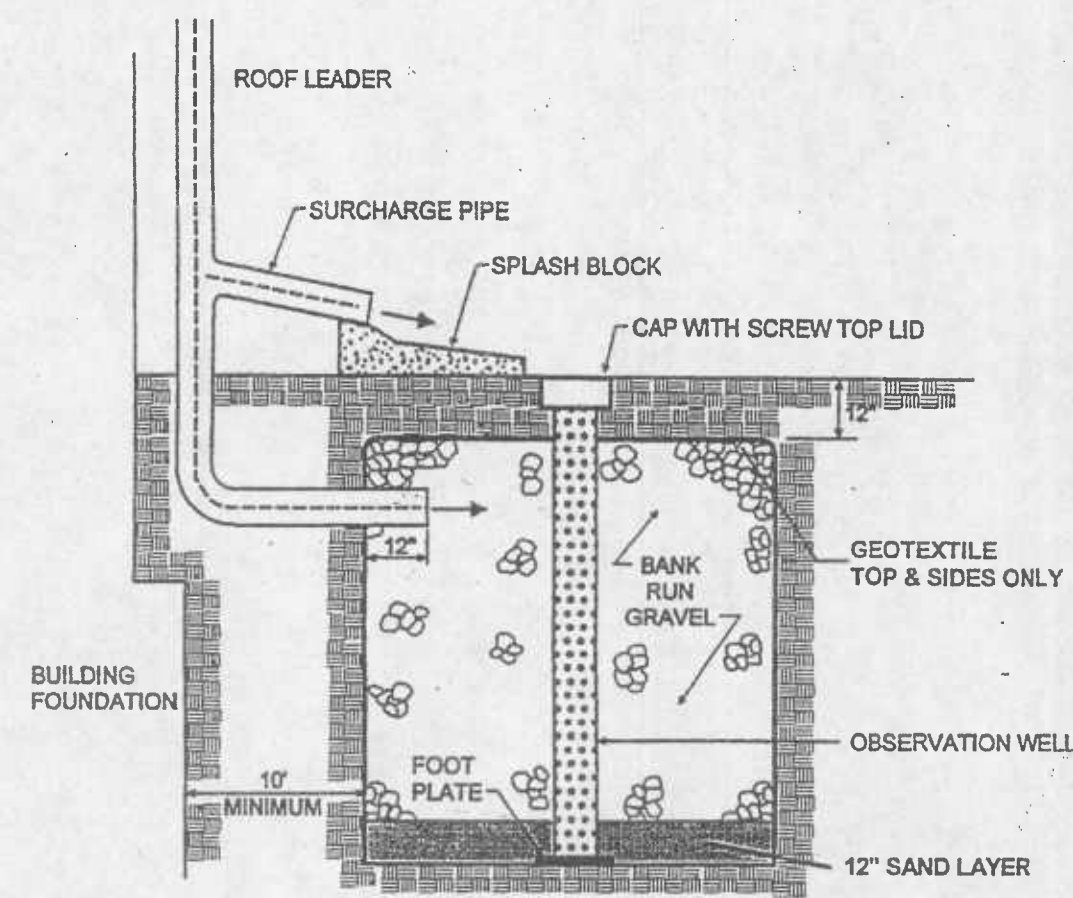 ROOF LEADER
SURCHARGE PIPE
SPLASH BLOCK
CAP WITH SCREW TOP LID
12"
12"
GEOTEXTILE
TOP & SIDES ONLY
BANK
RUN
GRAVEL
BUILDING
FOUNDATION
OBSERVATION WELL
FOOT
PLATE
10'
MINIMUM
12" SAND LAYER